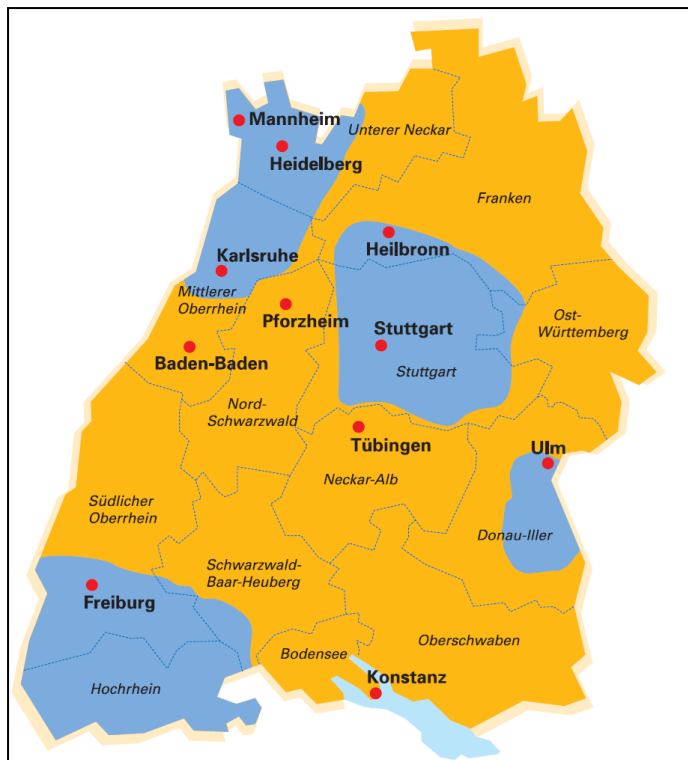 Mannheim
Unterer Neckar
Heidelberg
Franken
Heilbronn
Karlsruhe
Mittlerer
Oberrhein
Pforzheim
Ost-
Württemberg
Stuttgart
Baden-Baden
Stuttgart
Nord-
Schwarzwald
Tübingen
Ulm
Neckar-Alb
Südlicher
Oberrhein
Donau-Iller
Schwarzwald-
Baar-Heuberg
Freiburg
Oberschwaben
Bodensee
Konstanz
Hochrhein